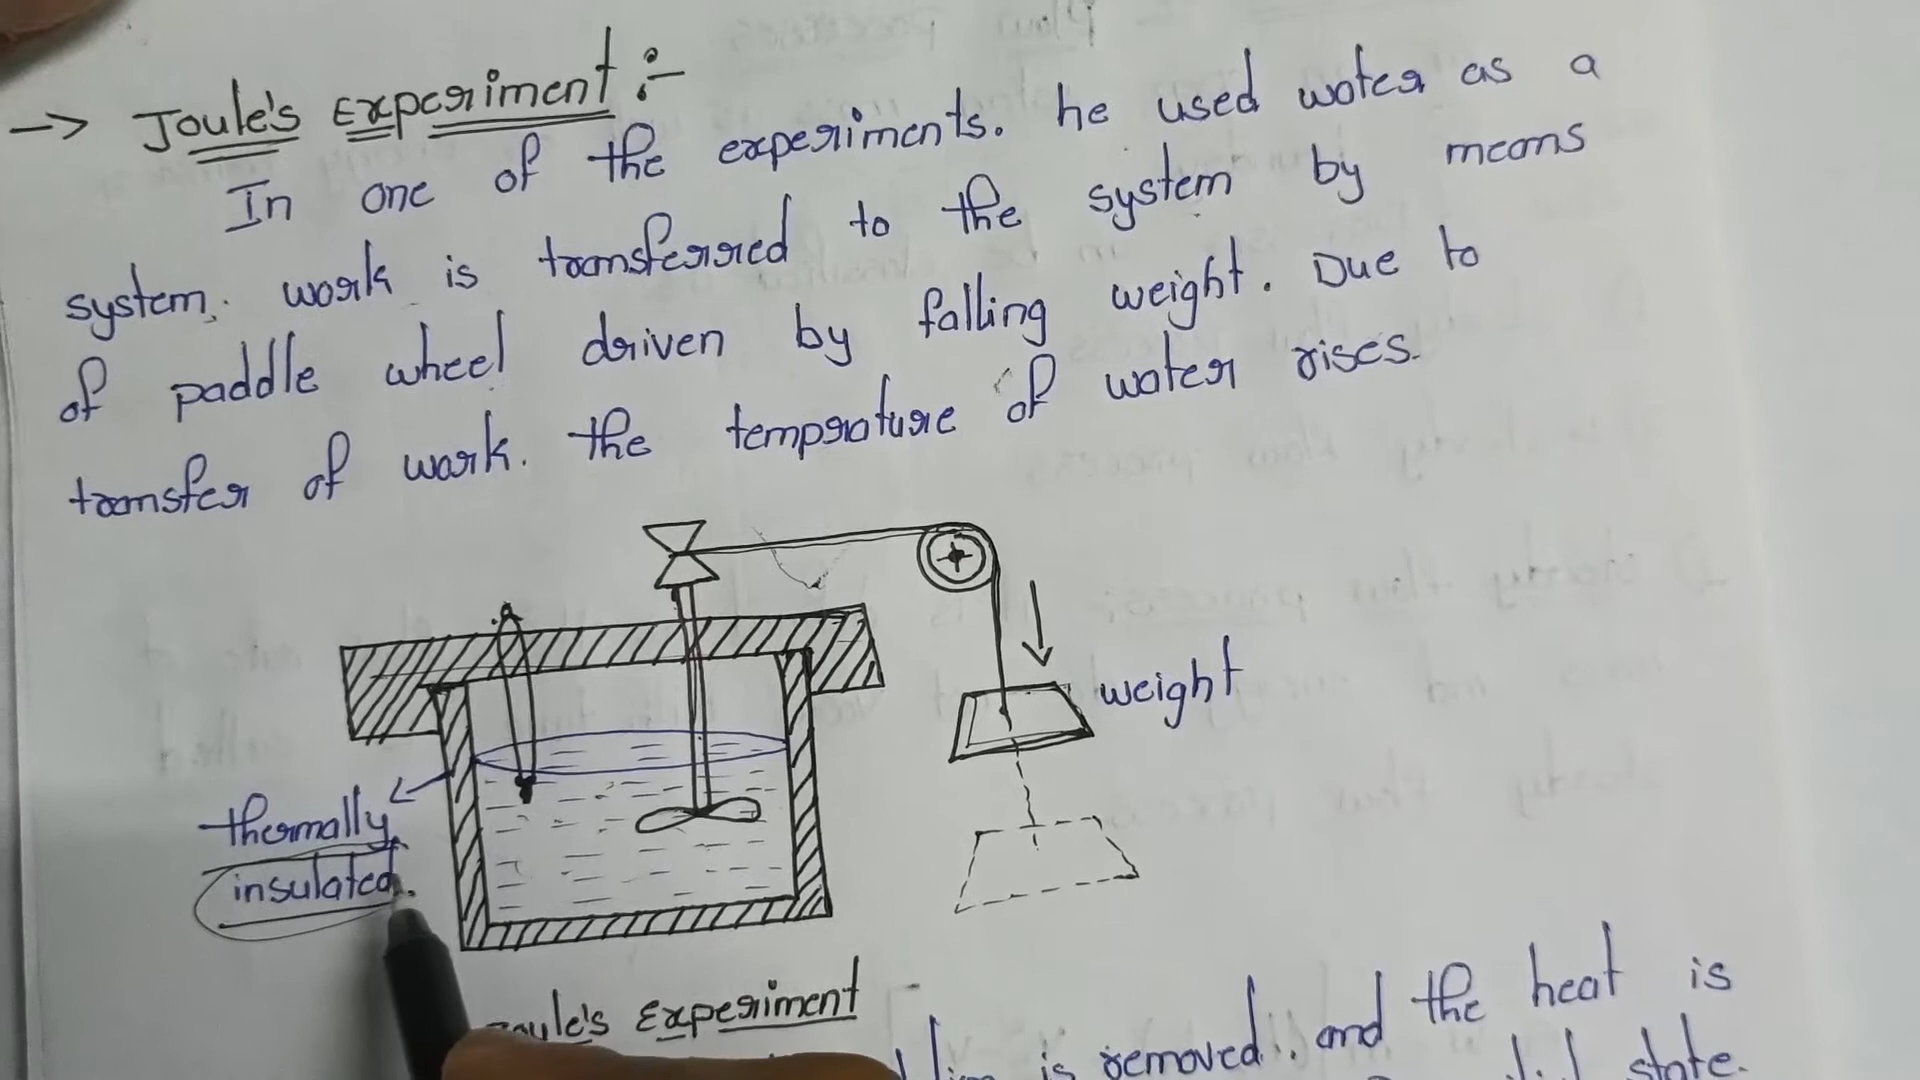 -> Joule's Experiment :-
In one of the experiments. he used water as a
system. work is transferred to the system by means
of paddle wheel driven by falling weight. Due to
transfer of work. the temprature of water rises.
weight
thermally
insulated.
Joule's Experiment
is removed. and the heat is
state.